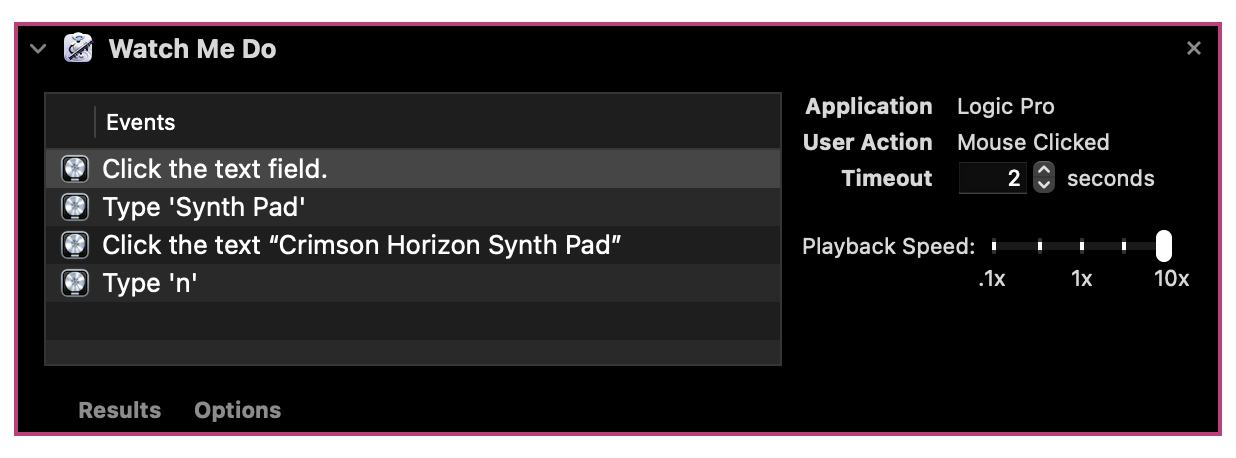 Watch Me Do
Events
Click the text field.
Type 'Synth Pad'
Click the text “Crimson Horizon Synth Pad”
Type 'n'
Application Logic Pro
User Action Mouse Clicked
Timeout 2 seconds
Playback Speed:
.1x 1x 10x
Results Options